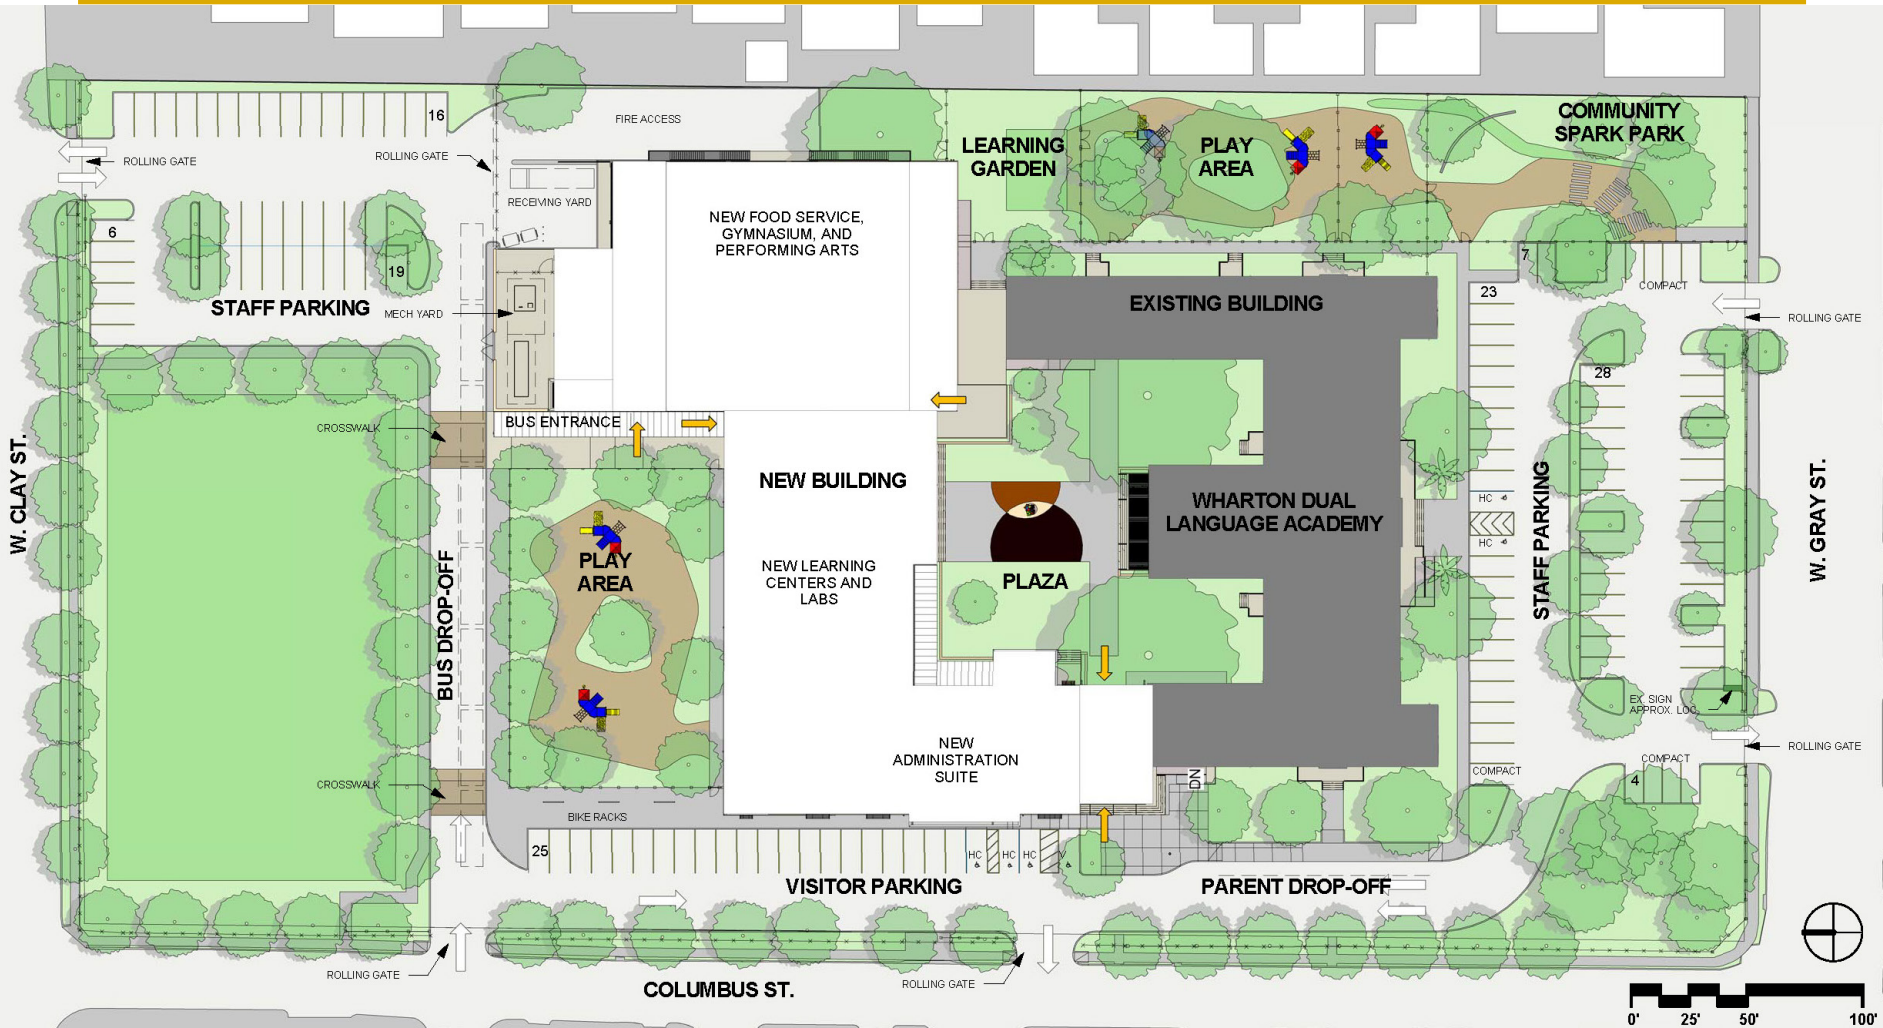 16
FIRE ACCESS
COMMUNITY
SPARK PARK
LEARNING
GARDEN
PLAY
AREA
ROLLING GATE
ROLLING GATE
RECEIVING YARD
NEW FOOD SERVICE,
GYMNASIUM, AND
PERFORMING ARTS
6
19
7
COMPACT
23
STAFF PARKING
MECH YARD
EXISTING BUILDING
ROLLING GATE
28
CROSSWALK
BUS ENTRANCE
W. CLAY ST.
NEW BUILDING
WHARTON DUAL
LANGUAGE ACADEMY
HC
HC
STAFF PARKING
W. GRAY ST.
PLAY
AREA
NEW LEARNING
CENTERS AND
LABS
PLAZA
BUS DROP-OFF
EX. SIGN
APPROX. LOC.
NEW
ADMINISTRATION
SUITE
ROLLING GATE
COMPACT
COMPACT
4
DN
CROSSWALK
BIKE RACKS
25
HC
HC
HC
V
VISITOR PARKING
PARENT DROP-OFF
ROLLING GATE
ROLLING GATE
COLUMBUS ST.
0'
25'
50'
100'